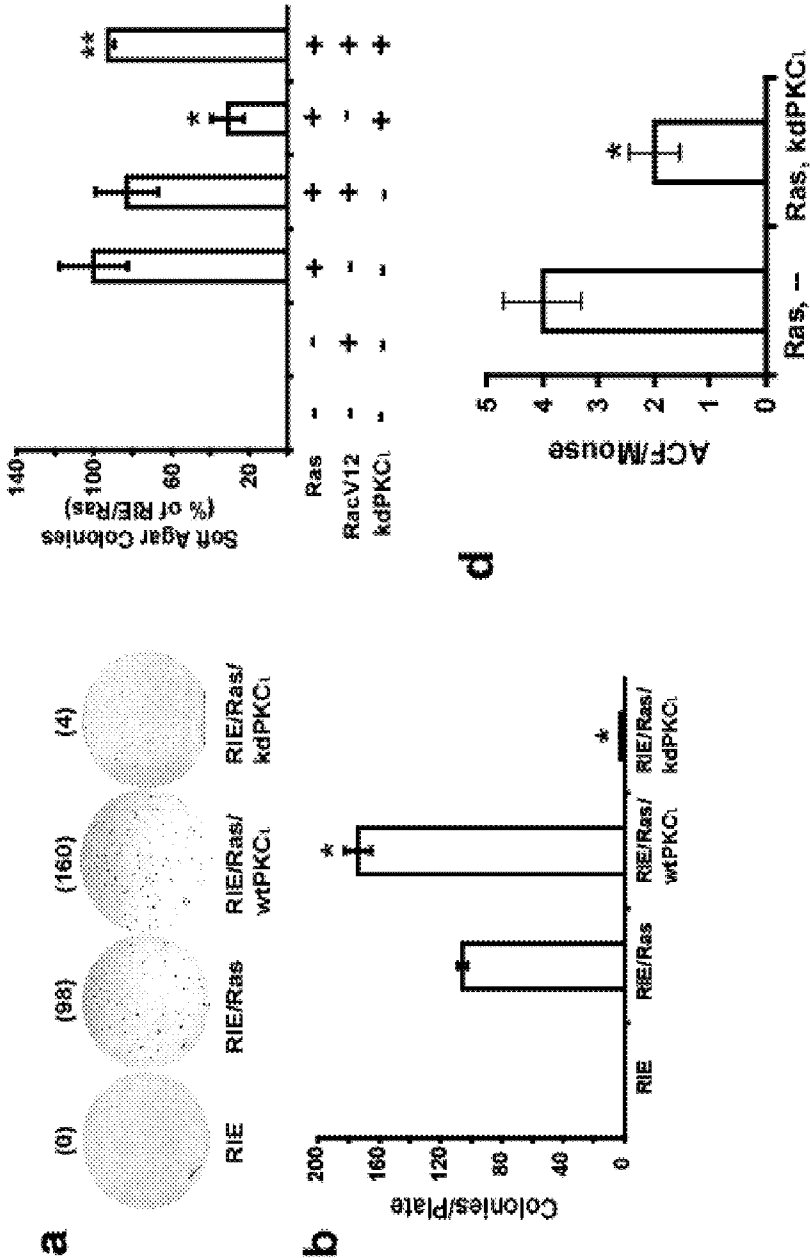 a
(0) (98) (160) (4)
RIE RIE/Ras RIE/Ras/ RIE/Ras/
wtPKCι kdPKCι
b
Colonies/Plate
200
160
120
80
40
0
*
*
RIE RIE/Ras RIE/Ras/ RIE/Ras/
wtPKCι kdPKCι
Soft Agar Colonies
(% of RIE/Ras)
140
100
60
20
*
**
Ras - - + + + +
RacV12 - + - + - +
kdPKCι - - - - + +
d
ACF/Mouse
5
4
3
2
1
0
*
Ras, -- Ras, kdPKCι